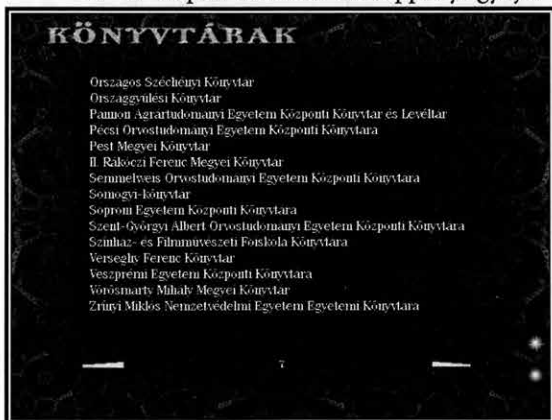 KÖNYVTÁRAK
Országos Széchényi Könyvtár
Országgyűlési Könyvtár
Pannon Agrártudományi Egyetem Központi Könyvtár és Levéltár
Pécsi Orvostudományi Egyetem Központi Könyvtára
Pest Megyei Könyvtár
II. Rákóczi Ferenc Megyei Könyvtár
Semmelweis Orvostudományi Egyetem Központi Könyvtára
Somogyi-könyvtár
Soproni Egyetem Központi Könyvtára
Szent-Györgyi Albert Orvostudományi Egyetem Központi Könyvtára
Színház- és Filmművészeti Főiskola Könyvtára
Verseghy Ferenc Könyvtár
Veszprémi Egyetem Központi Könyvtára
Vörösmarty Mihály Megyei Könyvtár
Zrínyi Miklós Nemzetvédelmi Egyetem Egyetemi Könyvtára
7